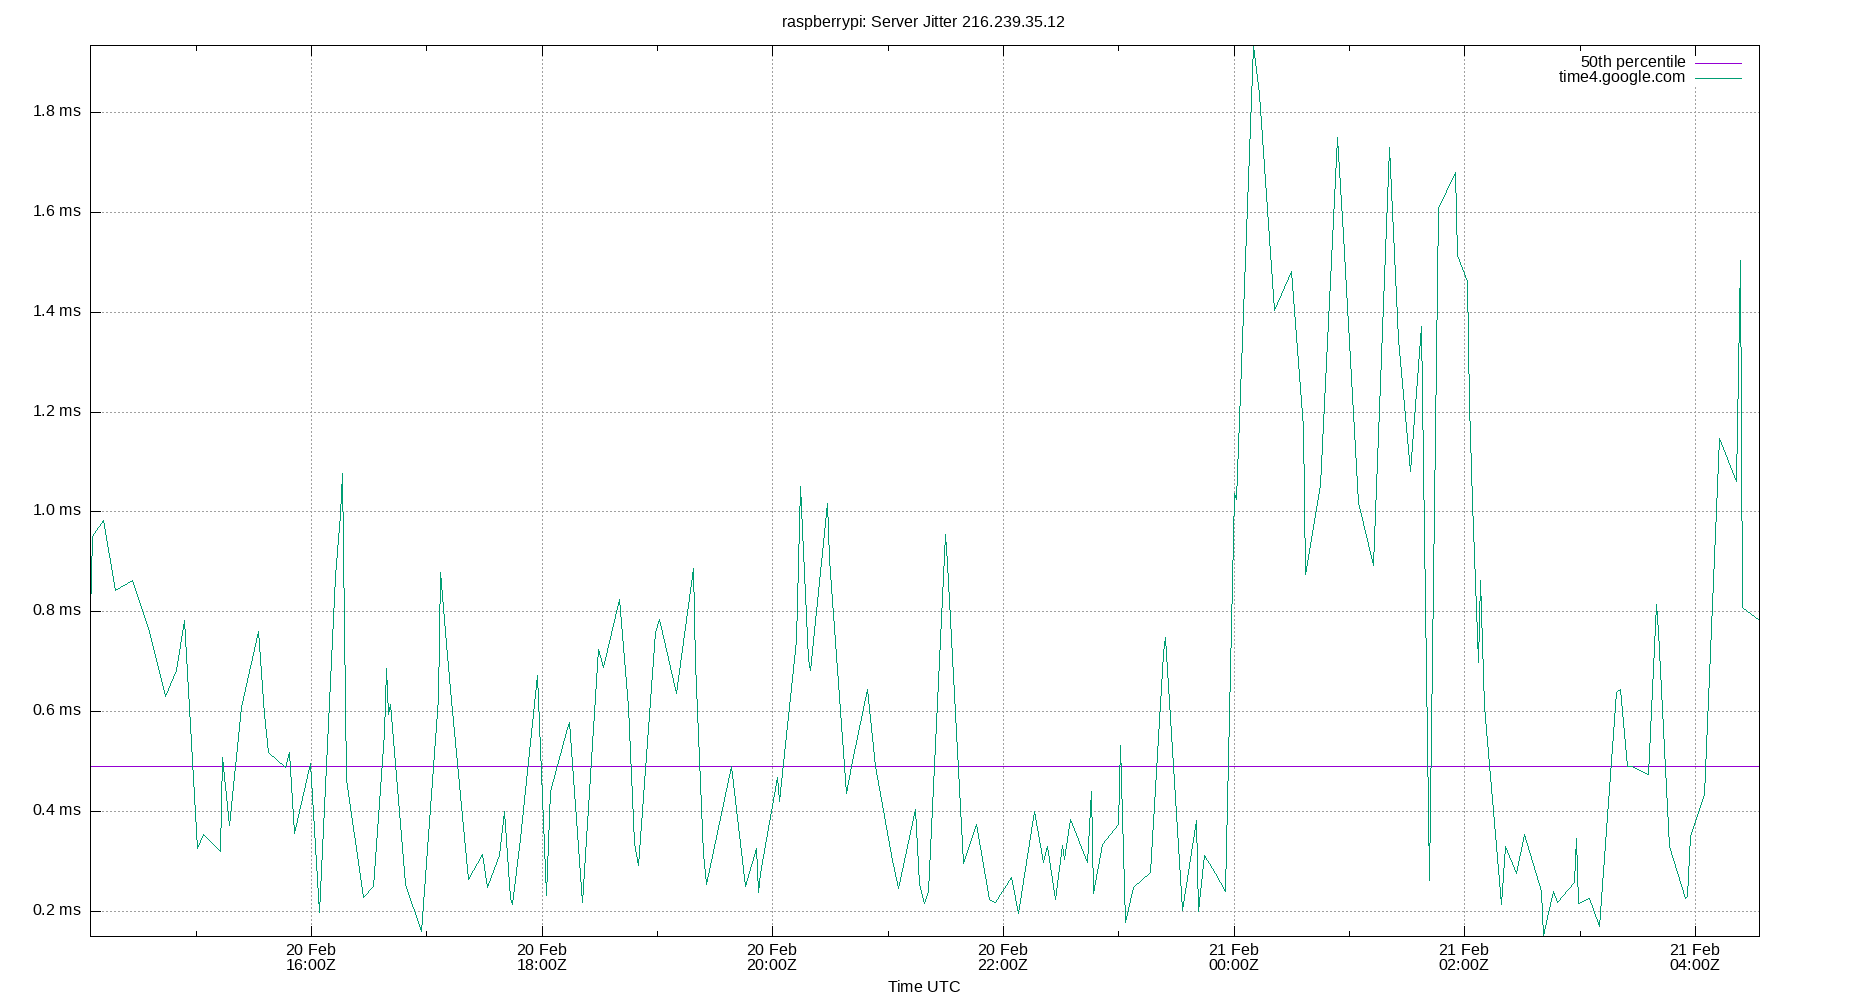 raspberrypi: Server Jitter 216.239.35.12
50th percentile
time4.google.com
1.8 ms
1.6 ms
1.4 ms
1.2 ms
1.0 ms
0.8 ms
0.6 ms
0.4 ms
0.2 ms
20 Feb 20 Feb 20 Feb 20 Feb 21 Feb 21 Feb 21 Feb
16:00Z 18:00Z 20:00Z 22:00Z 00:00Z 02:00Z 04:00Z
Time UTC